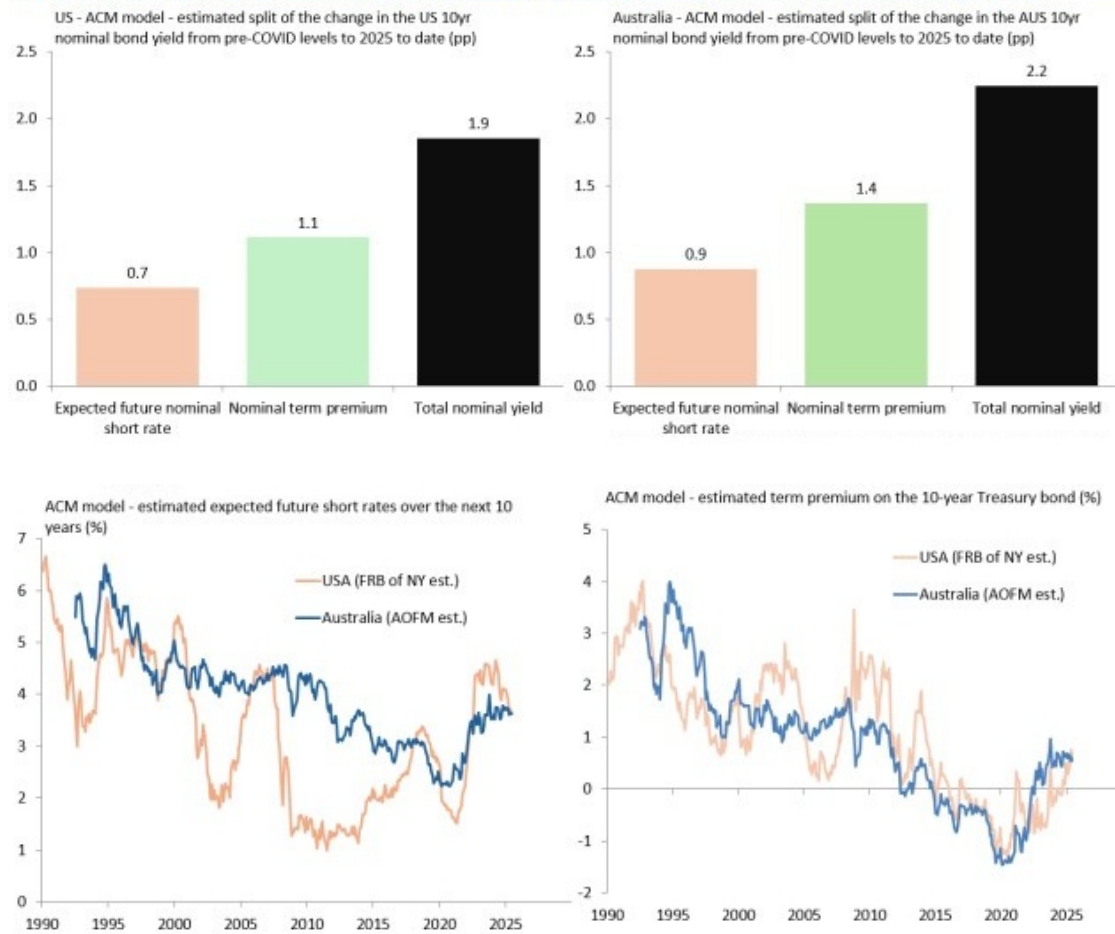 US - ACM model - estimated split of the change in the US 10yr
nominal bond yield from pre-COVID levels to 2025 to date (pp)
2.5
2.0
1.5
1.0
0.5
0.0
0.7
1.1
1.9
Expected future nominal
short rate
Nominal term premium
Total nominal yield
Australia - ACM model - estimated split of the change in the AUS 10yr
nominal bond yield from pre-COVID levels to 2025 to date (pp)
2.5
2.0
1.5
1.0
0.5
0.0
0.9
1.4
2.2
Expected future nominal
short rate
Nominal term premium
Total nominal yield
ACM model - estimated expected future short rates over the next 10
years (%)
7
6
5
4
3
2
1
0
USA (FRB of NY est.)
Australia (AOFM est.)
1990 1995 2000 2005 2010 2015 2020 2025
ACM model - estimated term premium on the 10-year Treasury bond (%)
5
4
3
2
1
0
-1
-2
USA (FRB of NY est.)
Australia (AOFM est.)
1990 1995 2000 2005 2010 2015 2020 2025